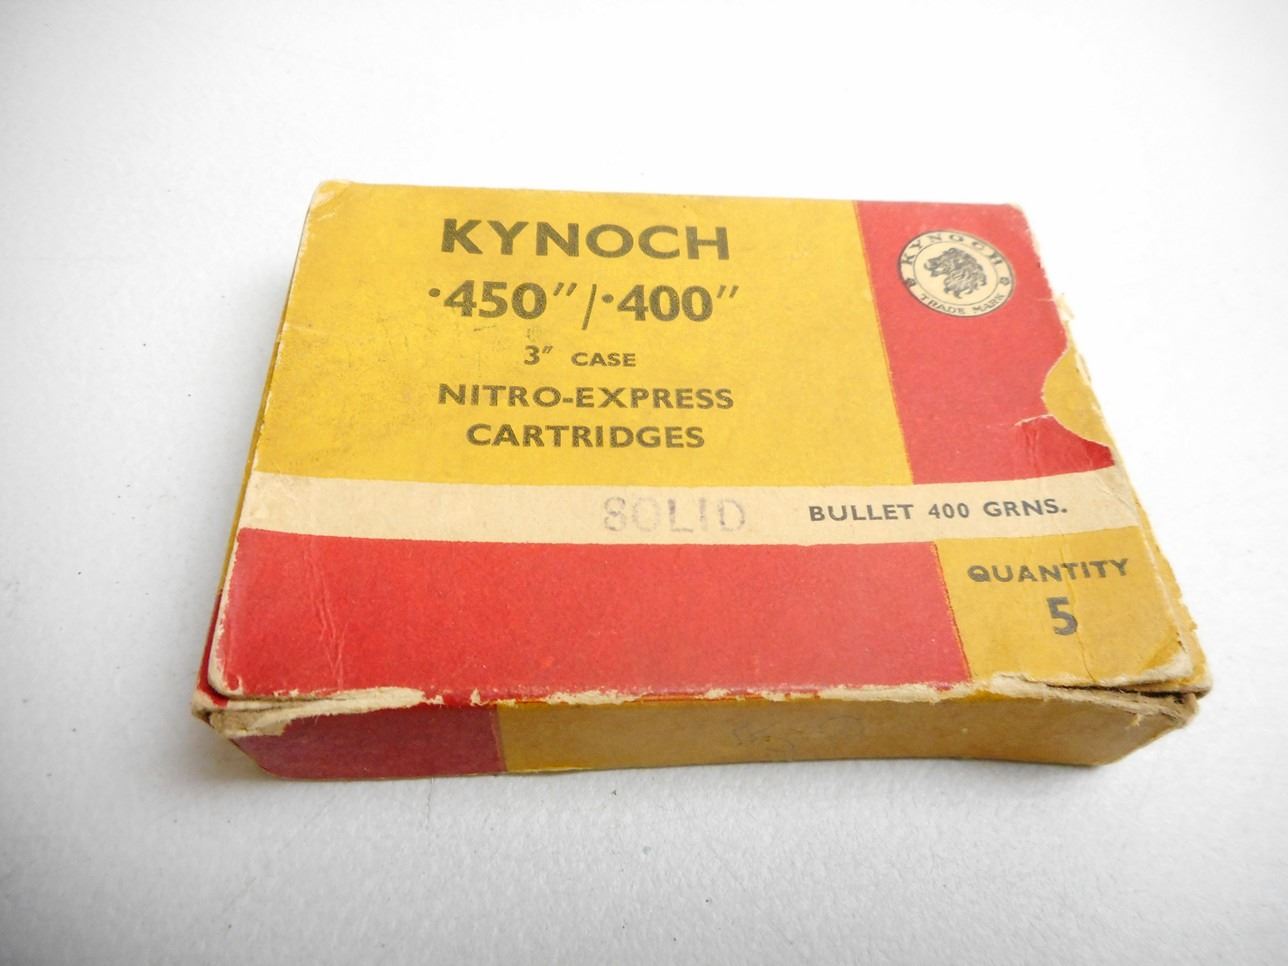 KYNOCH
·450"/·400"
3" CASE
NITRO-EXPRESS
CARTRIDGES
KYNOCH
TRADE MARK
SOLID
BULLET 400 GRNS.
QUANTITY
5